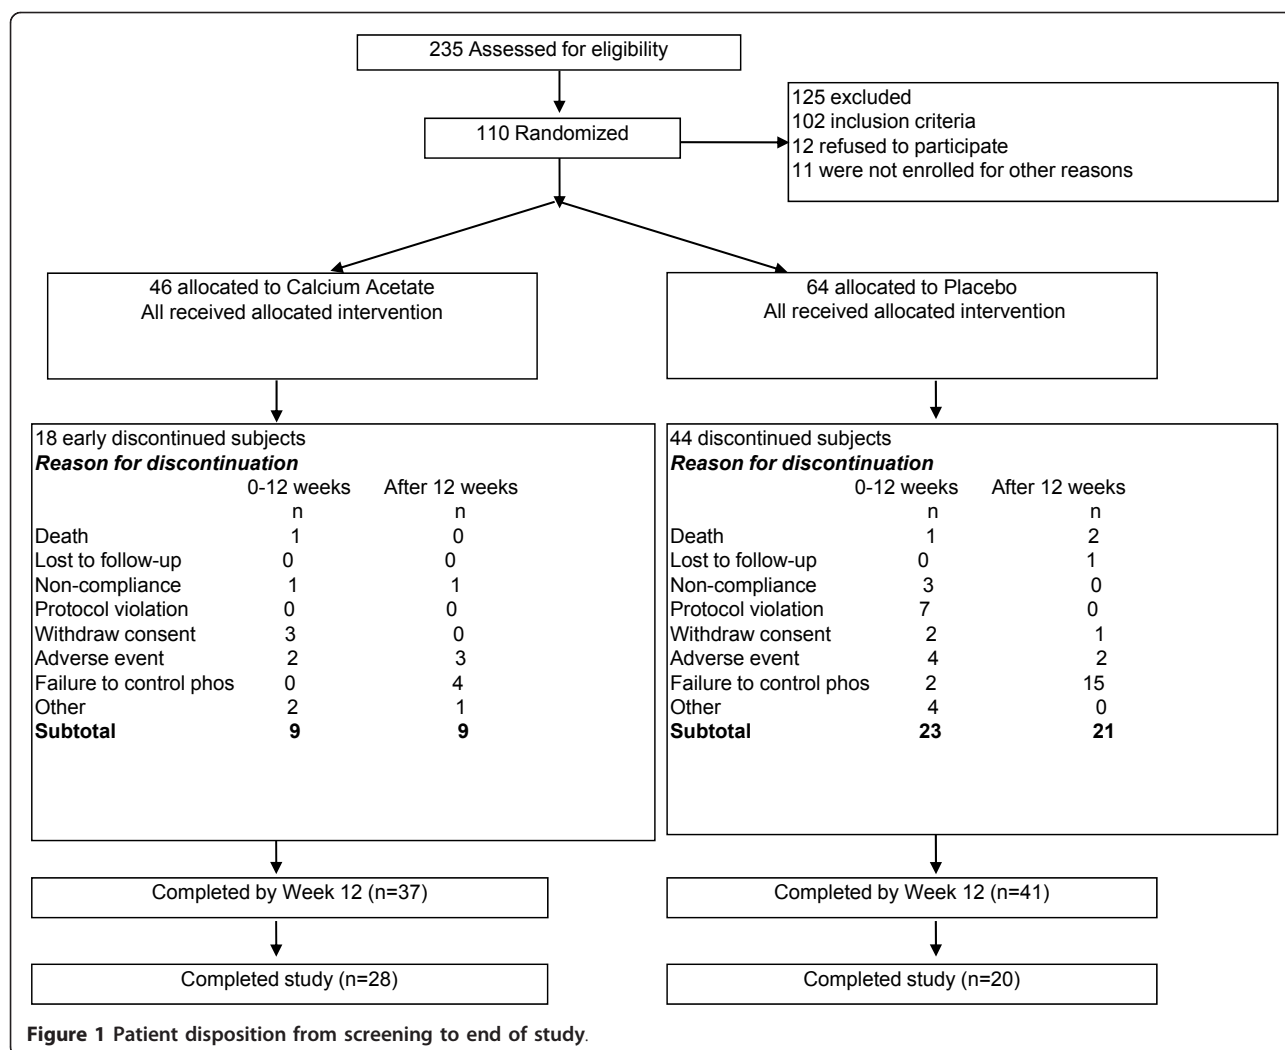 235 Assessed for eligibility
110 Randomized
125 excluded
102 inclusion criteria
12 refused to participate
11 were not enrolled for other reasons
46 allocated to Calcium Acetate
All received allocated intervention
64 allocated to Placebo
All received allocated intervention
18 early discontinued subjects
Reason for discontinuation
0-12 weeks After 12 weeks
n n
Death 1 0
Lost to follow-up 0 0
Non-compliance 1 1
Protocol violation 0 0
Withdraw consent 3 0
Adverse event 2 3
Failure to control phos 0 4
Other 2 1
Subtotal 9 9
44 discontinued subjects
Reason for discontinuation
0-12 weeks After 12 weeks
n n
Death 1 2
Lost to follow-up 0 1
Non-compliance 3 0
Protocol violation 7 0
Withdraw consent 2 1
Adverse event 4 2
Failure to control phos 2 15
Other 4 0
Subtotal 23 21
Completed by Week 12 (n=37)
Completed by Week 12 (n=41)
Completed study (n=28)
Completed study (n=20)
Figure 1 Patient disposition from screening to end of study.